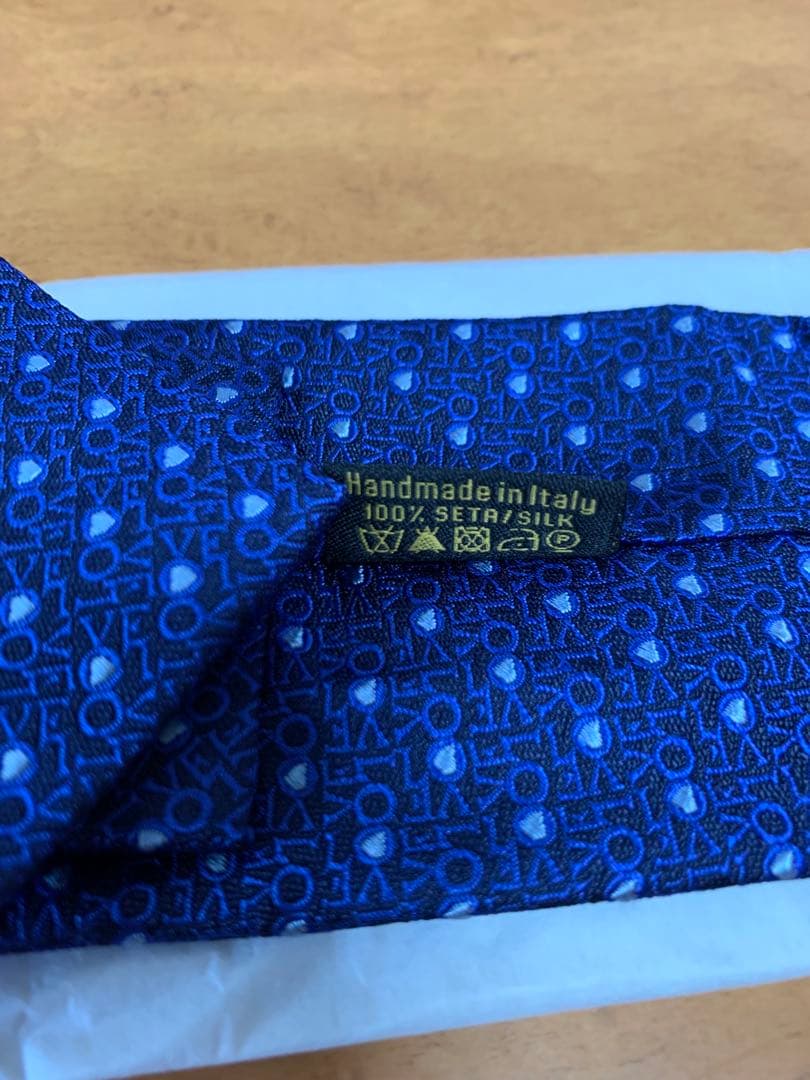 Handmade in Italy
100% SETA/SILK
P